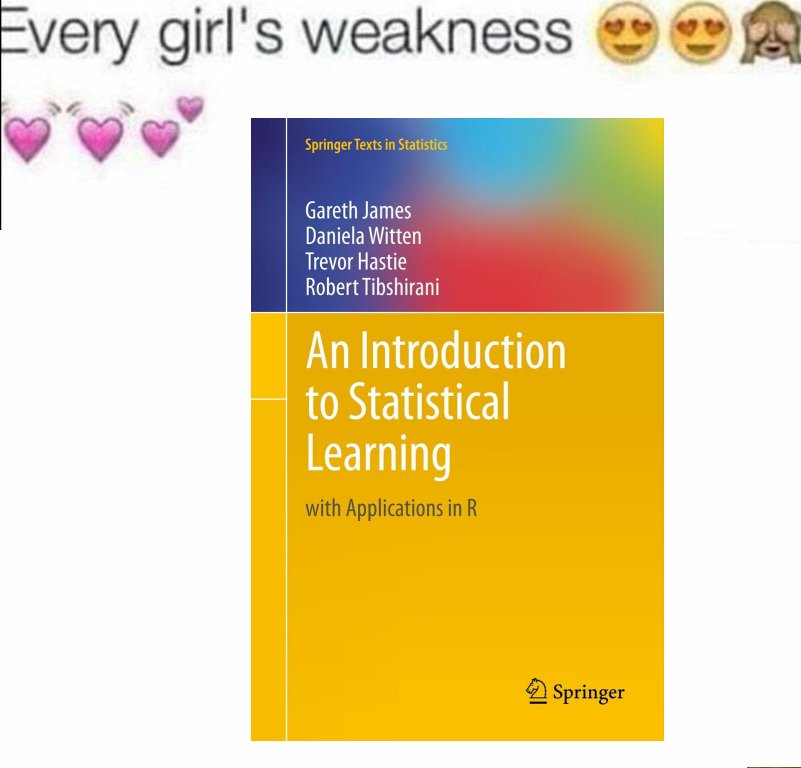 Every girl's weakness 😍😍🙈
💓💓💕
Springer Texts in Statistics
Gareth James
Daniela Witten
Trevor Hastie
Robert Tibshirani
An Introduction
to Statistical
Learning
with Applications in R
Springer